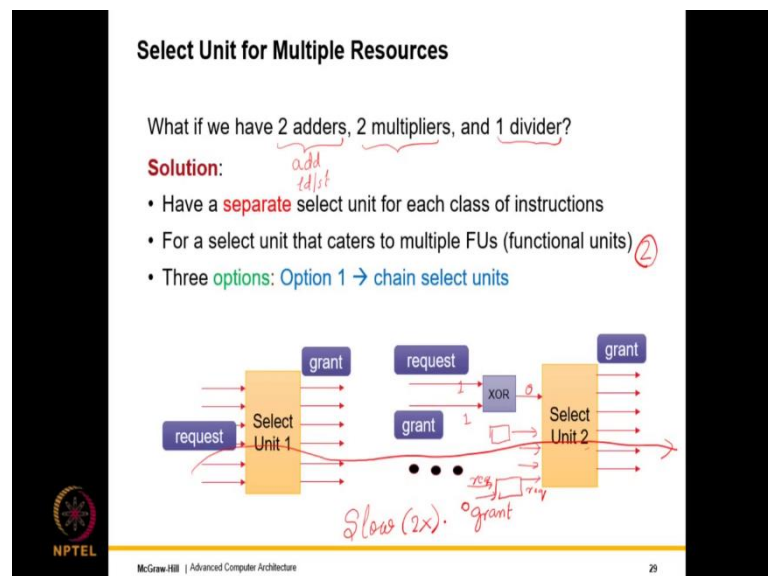 Select Unit for Multiple Resources
What if we have 2 adders, 2 multipliers, and 1 divider?
add
ld/st
Solution:
• Have a separate select unit for each class of instructions
• For a select unit that caters to multiple FUs (functional units) 2
• Three options: Option 1 → chain select units
grant
request
Select
Unit 1
request
grant
1
1
XOR
0
Select
Unit 2
grant
req
req
0 grant
Slow (2x).
NPTEL
McGraw-Hill | Advanced Computer Architecture
29